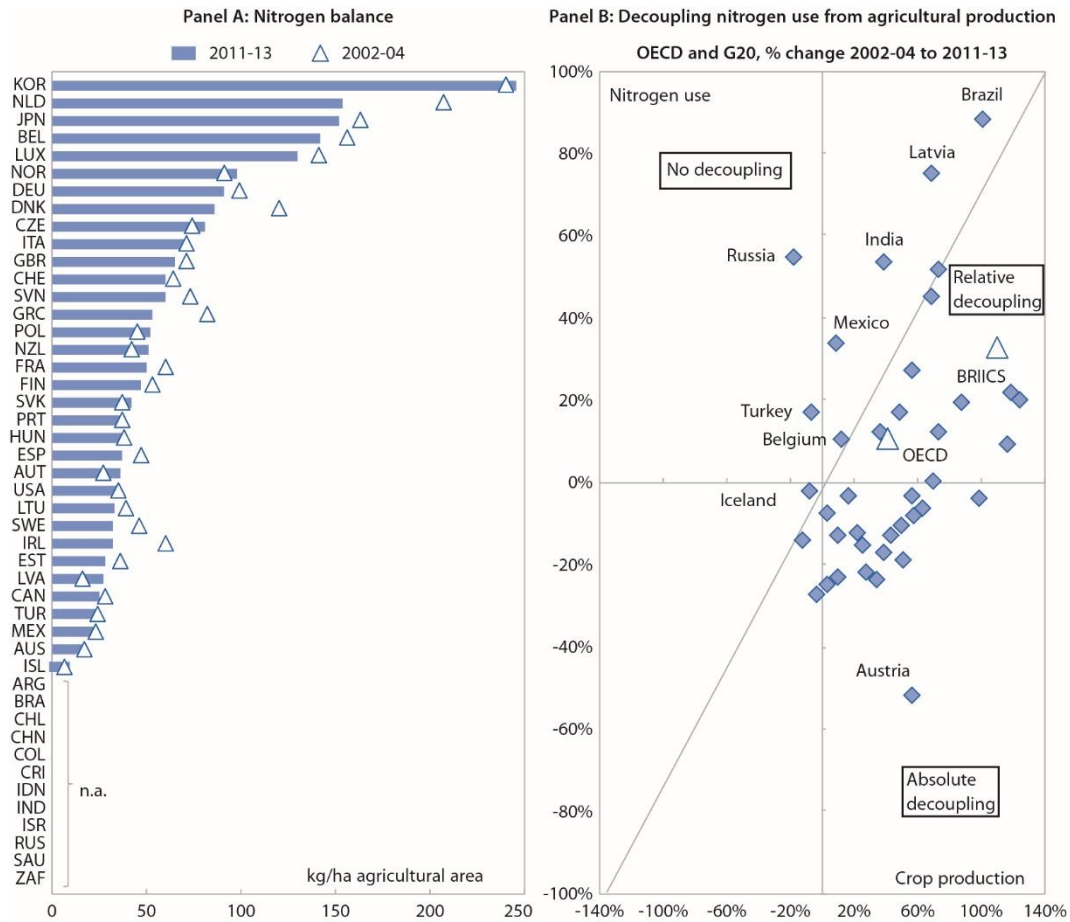 Panel A: Nitrogen balance
2011-13
2002-04
KOR
NLD
JPN
BEL
LUX
NOR
DEU
DNK
CZE
ITA
GBR
CHE
SVN
GRC
POL
NZL
FRA
FIN
SVK
PRT
HUN
ESP
AUT
USA
LTU
SWE
IRL
EST
LVA
CAN
TUR
MEX
AUS
ISL
ARG
BRA
CHL
CHN
COL
CRI
IDN
IND
ISR
RUS
SAU
ZAF
n.a.
kg/ha agricultural area
0 50 100 150 200 250
Panel B: Decoupling nitrogen use from agricultural production
OECD and G20, % change 2002-04 to 2011-13
100%
80%
60%
40%
20%
0%
-20%
-40%
-60%
-80%
-100%
Nitrogen use
Brazil
Latvia
No decoupling
India
Russia
Relative
decoupling
Mexico
BRIICS
Turkey
Belgium
OECD
Iceland
Austria
Absolute
decoupling
Crop production
-140% -100% -60% -20% 20% 60% 100% 140%